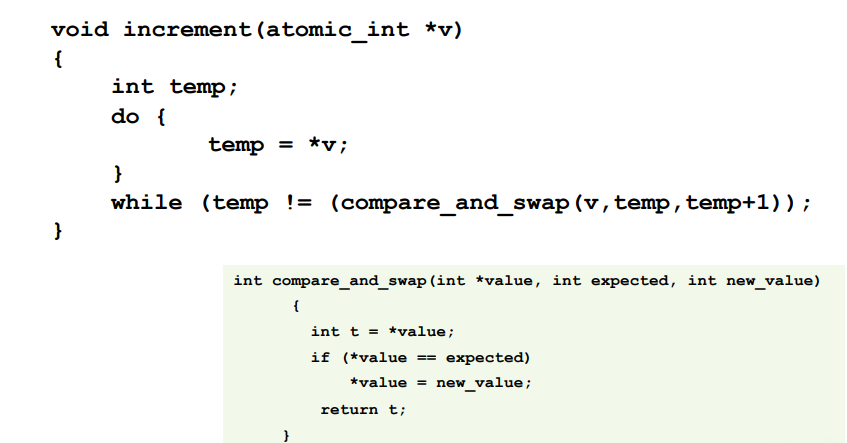 void increment(atomic_int *v)
{
int temp;
do {
temp = *v;
}
while (temp != (compare_and_swap(v,temp,temp+1));
}
int compare_and_swap(int *value, int expected, int new_value)
{
int t = *value;
if (*value == expected)
*value = new_value;
return t;
}